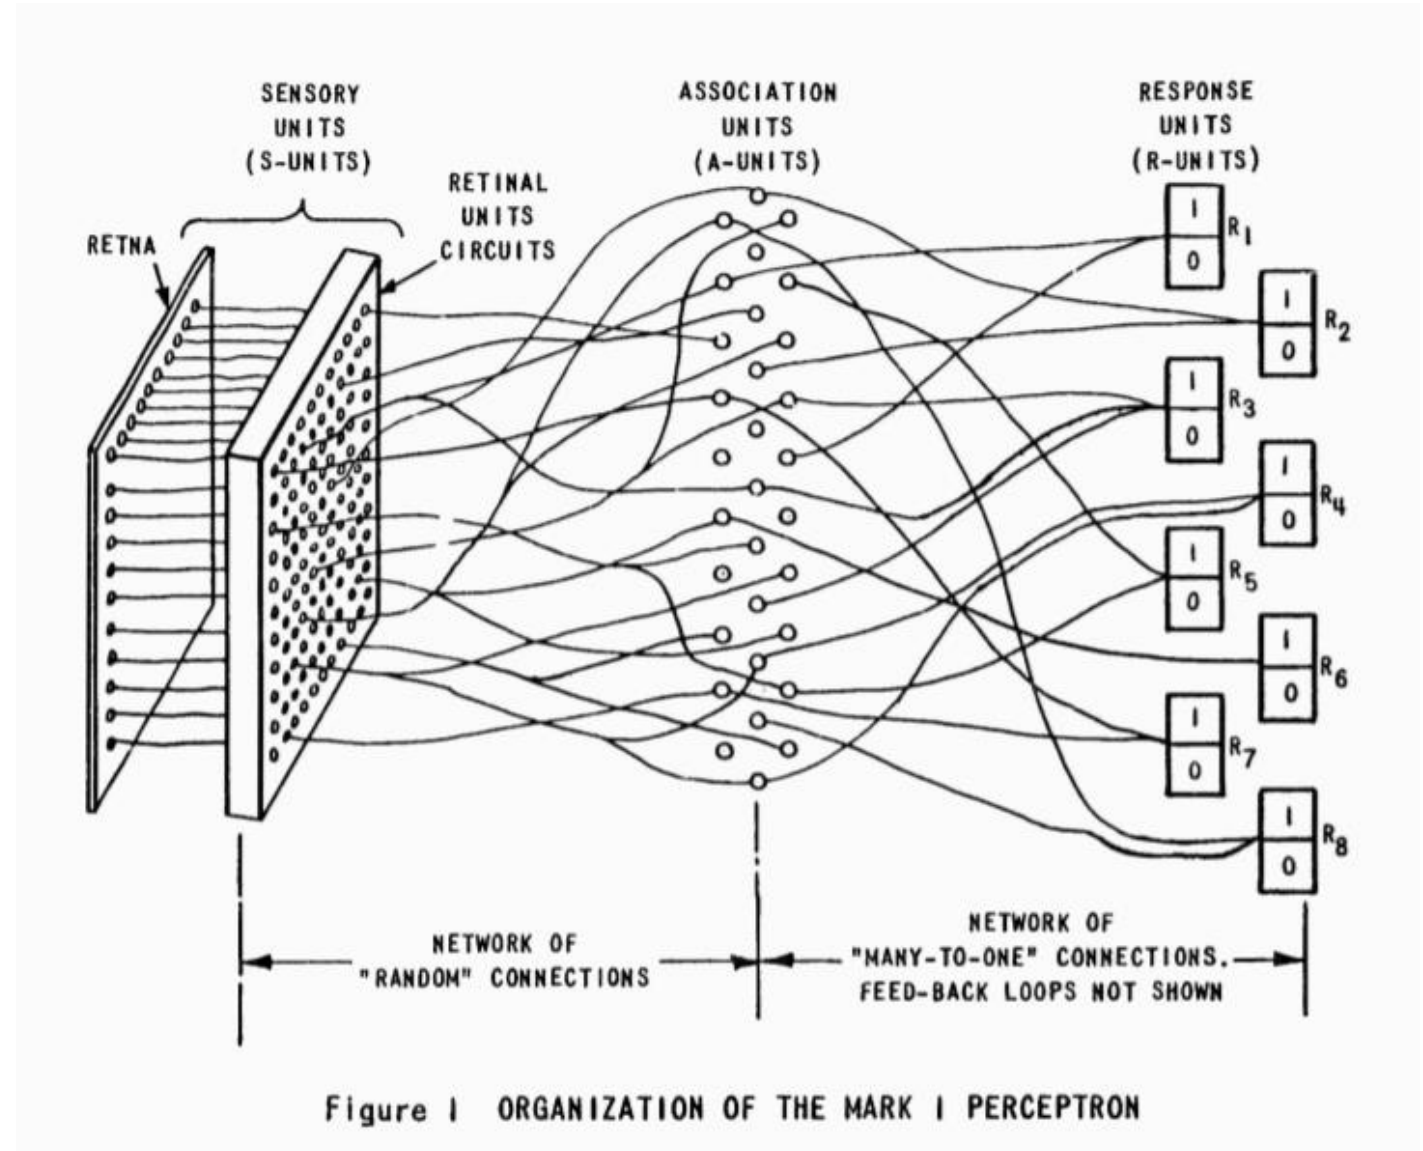 SENSORY
UNITS
(S-UNITS)
ASSOCIATION
UNITS
(A-UNITS)
RESPONSE
UNITS
(R-UNITS)
RETINAL
UNITS
CIRCUITS
RETNA
1
0
R1
1
0
R2
1
0
R3
1
0
R4
1
0
R5
1
0
R6
1
0
R7
1
0
R8
NETWORK OF
"RANDOM" CONNECTIONS
NETWORK OF
"MANY-TO-ONE" CONNECTIONS.
FEED-BACK LOOPS NOT SHOWN
Figure 1 ORGANIZATION OF THE MARK 1 PERCEPTRON